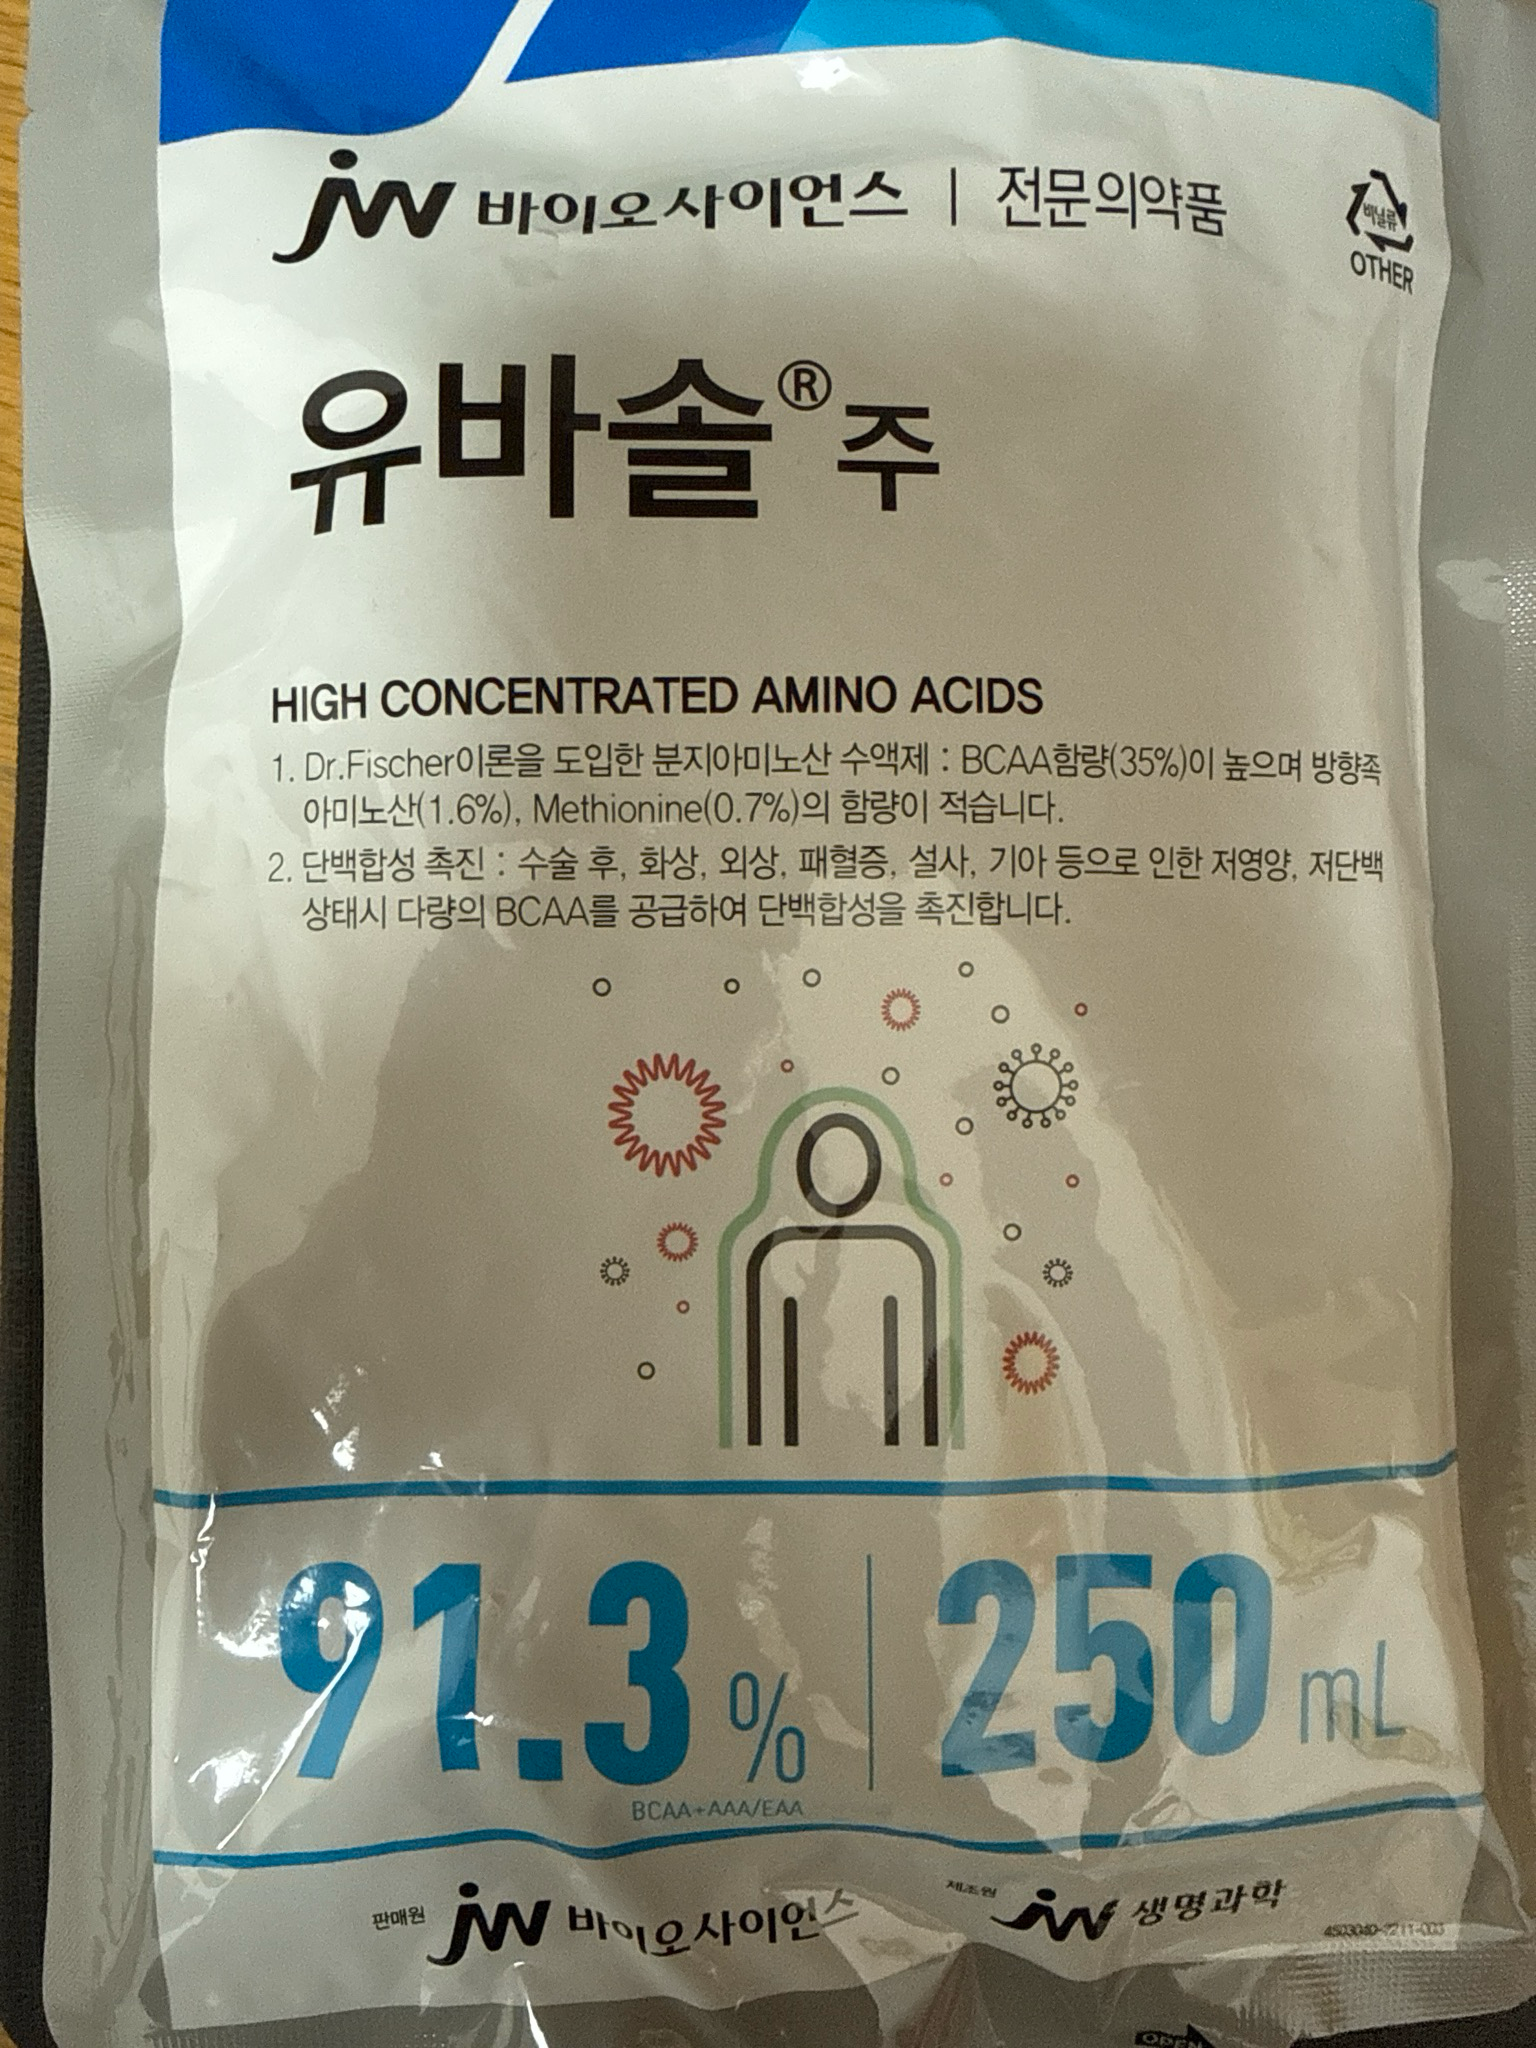 jw 바이오사이언스 | 전문의약품
비닐류
OTHER
유바솔® 주
HIGH CONCENTRATED AMINO ACIDS
1. Dr.Fischer이론을 도입한 분지아미노산 수액제 : BCAA함량(35%)이 높으며 방향족
아미노산(1.6%), Methionine(0.7%)의 함량이 적습니다.
2. 단백합성 촉진 : 수술 후, 화상, 외상, 패혈증, 설사, 기아 등으로 인한 저영양, 저단백
상태시 다량의 BCAA를 공급하여 단백합성을 촉진합니다.
91.3 % | 250 mL
BCAA+AAA/EAA
판매원 jw 바이오사이언스 제조원 jw 생명과학
OPEN